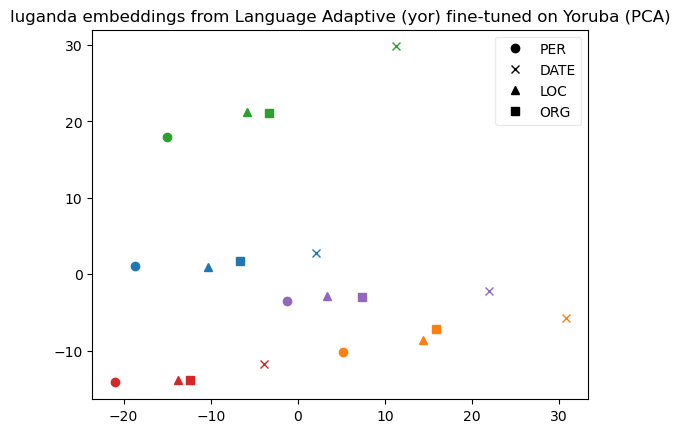 luganda embeddings from Language Adaptive (yor) fine-tuned on Yoruba (PCA)
30
20
10
0
−10
−20
−10
0
10
20
30
PER
DATE
LOC
ORG